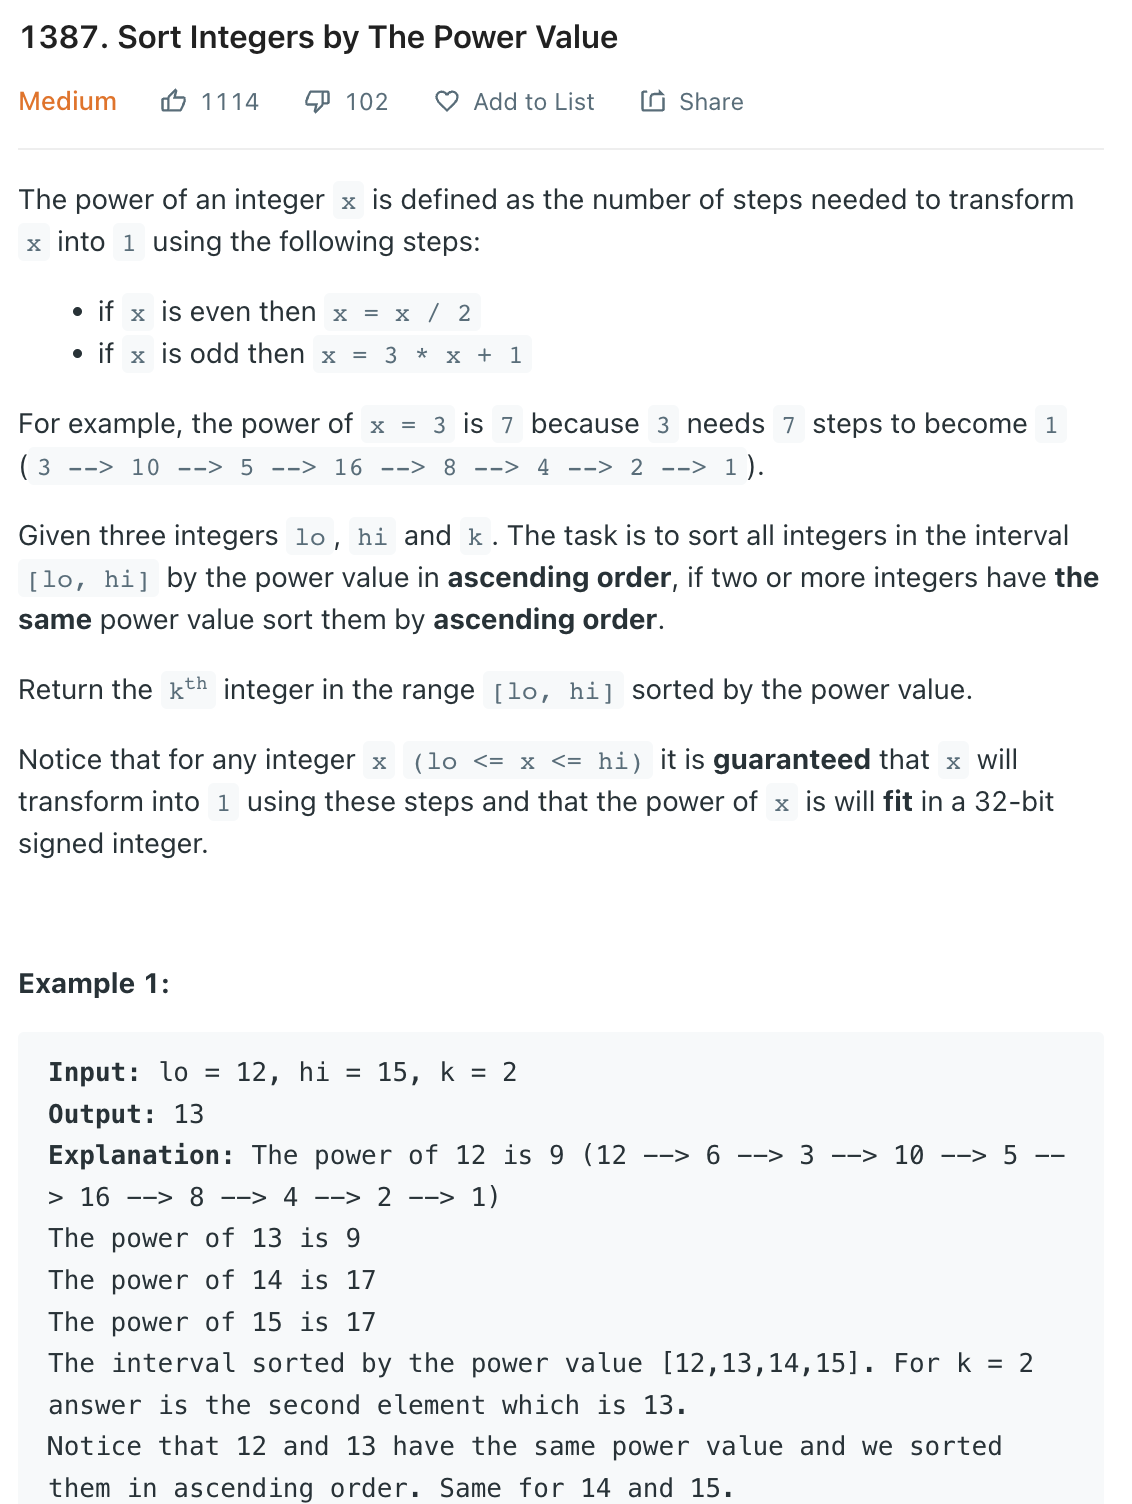 1387. Sort Integers by The Power Value
Medium 1114 102 Add to List Share
The power of an integer x is defined as the number of steps needed to transform
x into 1 using the following steps:
• if x is even then x = x / 2
• if x is odd then x = 3 * x + 1
For example, the power of x = 3 is 7 because 3 needs 7 steps to become 1
( 3 --> 10 --> 5 --> 16 --> 8 --> 4 --> 2 --> 1 ).
Given three integers lo, hi and k. The task is to sort all integers in the interval
[lo, hi] by the power value in ascending order, if two or more integers have the
same power value sort them by ascending order.
Return the kth integer in the range [lo, hi] sorted by the power value.
Notice that for any integer x (lo <= x <= hi) it is guaranteed that x will
transform into 1 using these steps and that the power of x is will fit in a 32-bit
signed integer.
Example 1:
Input: lo = 12, hi = 15, k = 2
Output: 13
Explanation: The power of 12 is 9 (12 --> 6 --> 3 --> 10 --> 5 --
> 16 --> 8 --> 4 --> 2 --> 1)
The power of 13 is 9
The power of 14 is 17
The power of 15 is 17
The interval sorted by the power value [12,13,14,15]. For k = 2
answer is the second element which is 13.
Notice that 12 and 13 have the same power value and we sorted
them in ascending order. Same for 14 and 15.